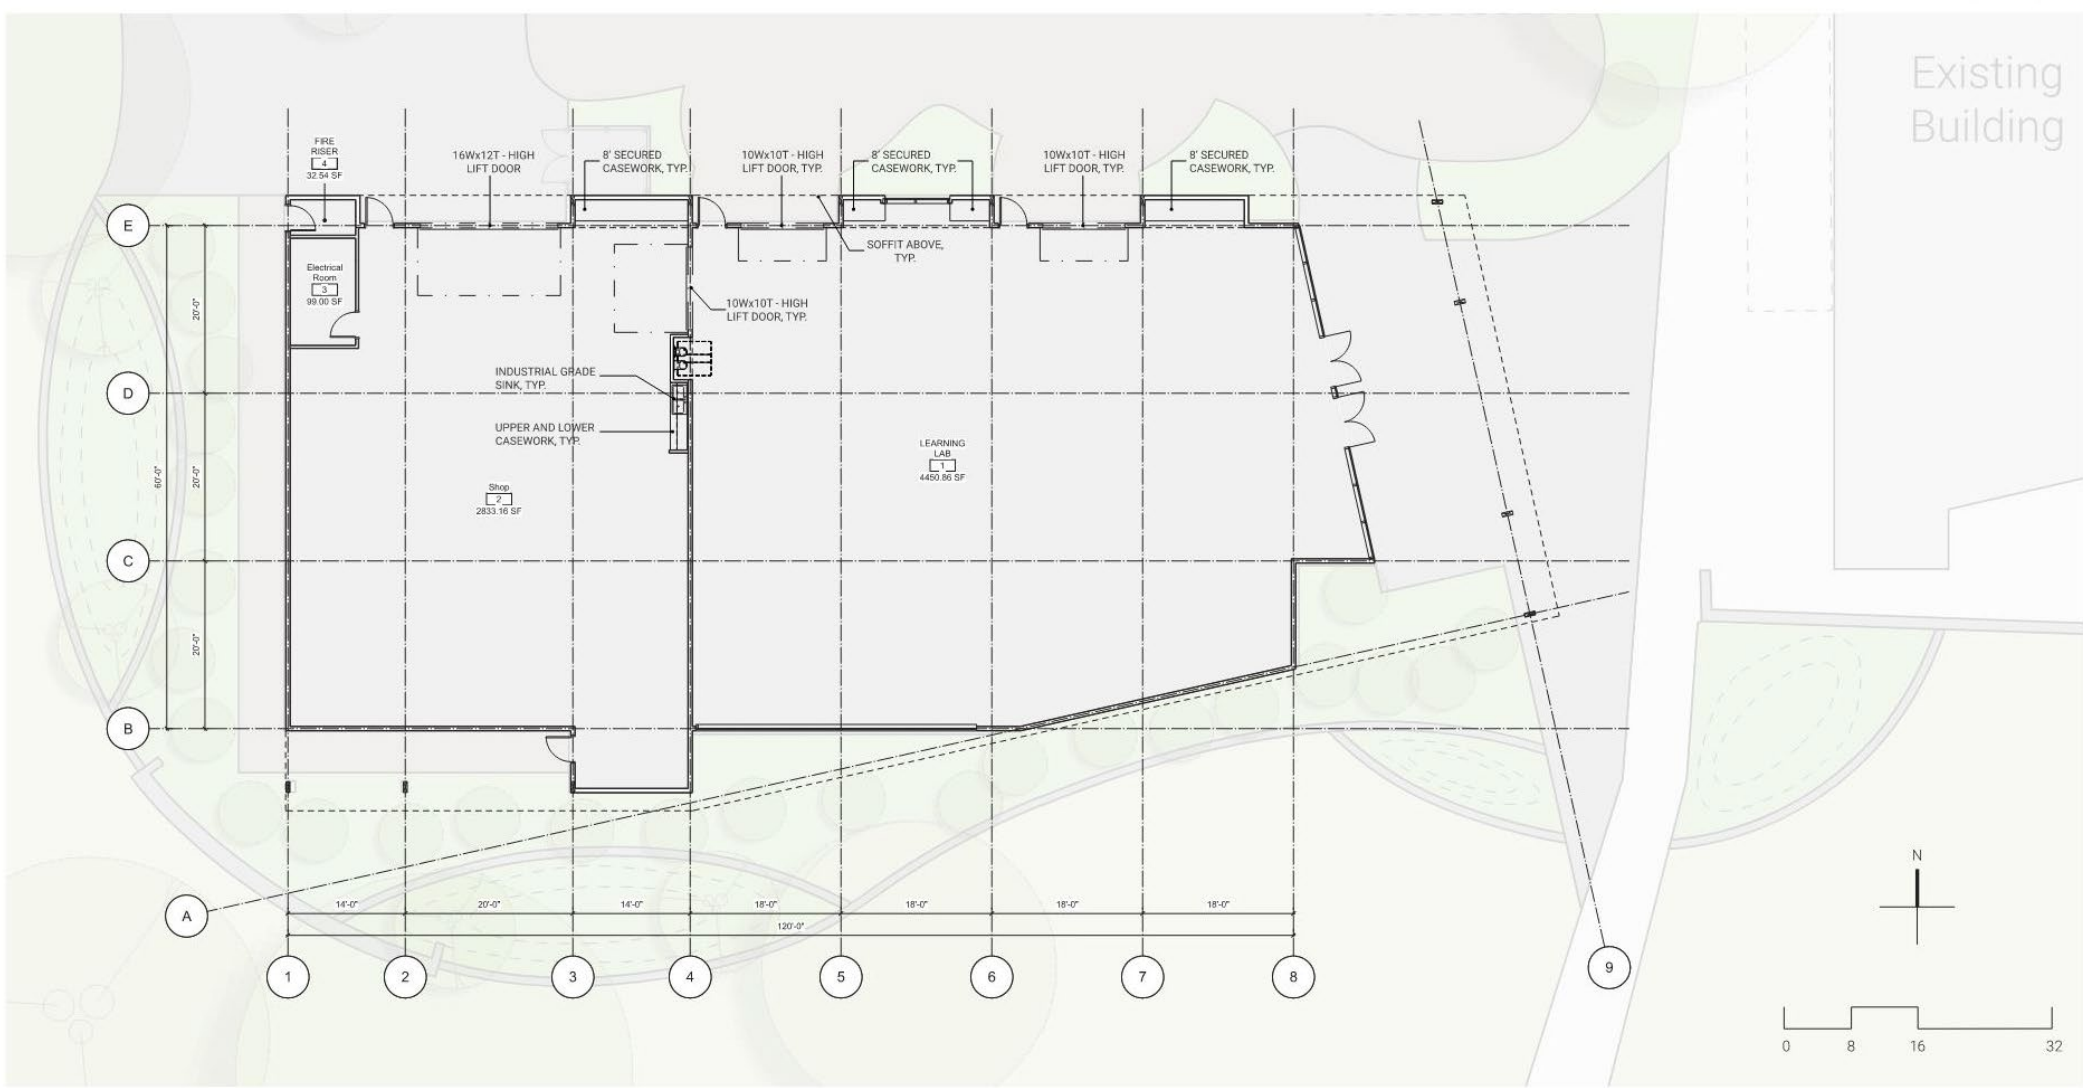 Existing
Building
FIRE
RISER
4
32.54 SF
16Wx12T - HIGH
LIFT DOOR
8' SECURED
CASEWORK, TYP.
10Wx10T - HIGH
LIFT DOOR, TYP.
8' SECURED
CASEWORK, TYP.
10Wx10T - HIGH
LIFT DOOR, TYP.
8' SECURED
CASEWORK, TYP.
E
SOFFIT ABOVE,
TYP.
Electrical
Room
3
99.00 SF
10Wx10T - HIGH
LIFT DOOR, TYP.
20'-0"
INDUSTRIAL GRADE
SINK, TYP.
D
UPPER AND LOWER
CASEWORK, TYP.
LEARNING
LAB
1
4450.86 SF
60'-0"
20'-0"
Shop
2
2833.16 SF
C
20'-0"
B
A
14'-0"
20'-0"
14'-0"
18'-0"
18'-0"
18'-0"
18'-0"
120'-0"
1
2
3
4
5
6
7
8
9
N
0
8
16
32